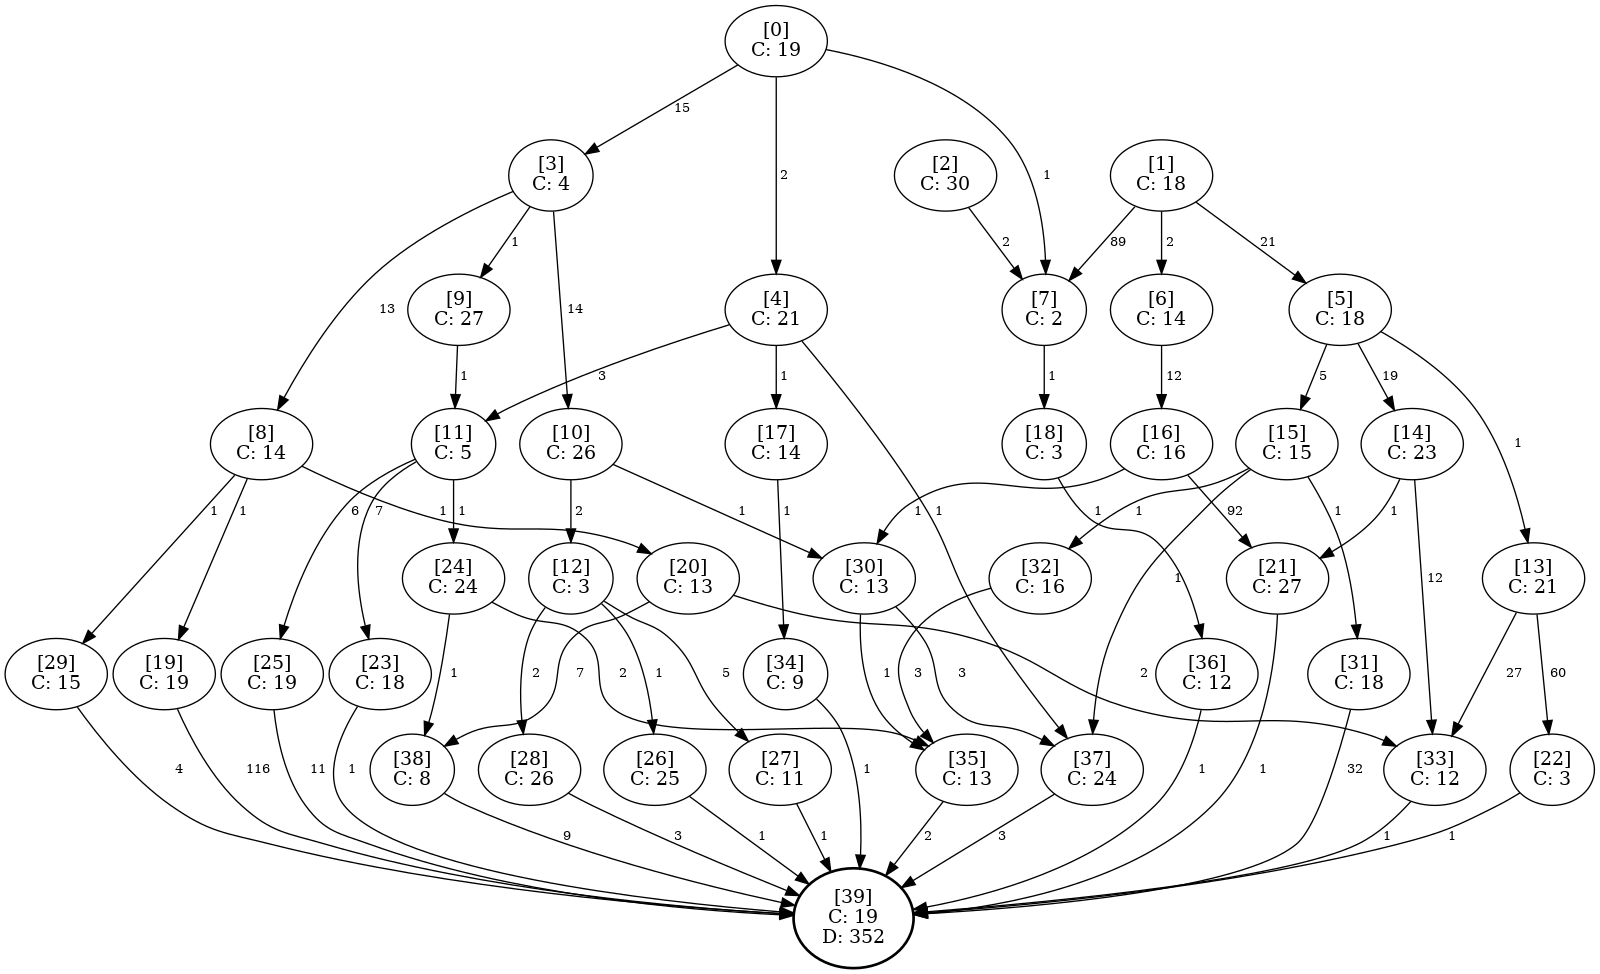 [0]
C: 19
15
2
1
[3]
C: 4
[2]
C: 30
[1]
C: 18
1
2
89
2
21
[9]
C: 27
[4]
C: 21
[7]
C: 2
[6]
C: 14
[5]
C: 18
13
14
1
3
1
1
12
5
19
1
[8]
C: 14
[11]
C: 5
[10]
C: 26
[17]
C: 14
[18]
C: 3
[16]
C: 16
[15]
C: 15
[14]
C: 23
1
1
6
7
1
1
2
1
1
1
1
1
1
92
1
1
12
[24]
C: 24
[12]
C: 3
[20]
C: 13
[30]
C: 13
[32]
C: 16
[21]
C: 27
[13]
C: 21
1
[29]
C: 15
[19]
C: 19
[25]
C: 19
[23]
C: 18
1
2
7
2
1
5
[34]
C: 9
1
3
3
2
[36]
C: 12
[31]
C: 18
27
60
[38]
C: 8
[28]
C: 26
[26]
C: 25
[27]
C: 11
[35]
C: 13
[37]
C: 24
[33]
C: 12
[22]
C: 3
4
116
11
1
1
1
1
32
9
3
1
1
2
3
1
1
[39]
C: 19
D: 352